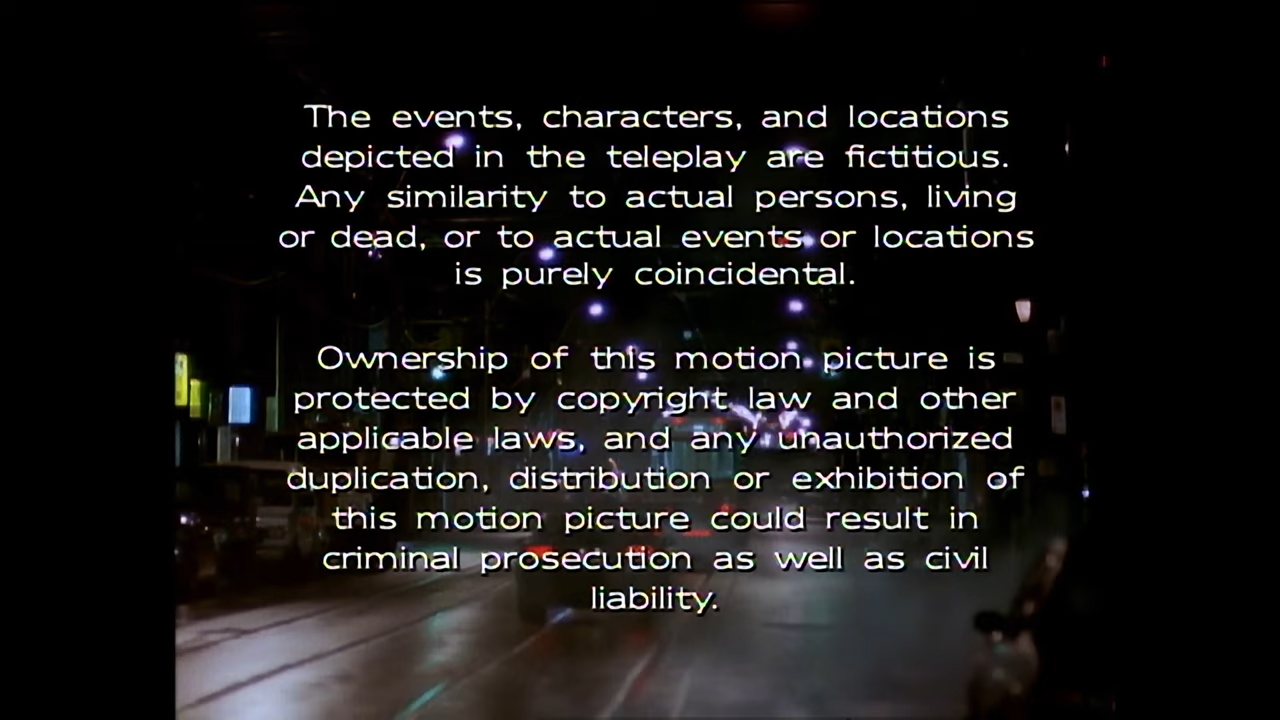 The events, characters, and locations
depicted in the teleplay are fictitious.
Any similarity to actual persons, living
or dead, or to actual events or locations
is purely coincidental.
Ownership of this motion picture is
protected by copyright law and other
applicable laws, and any unauthorized
duplication, distribution or exhibition of
this motion picture could result in
criminal prosecution as well as civil
liability.